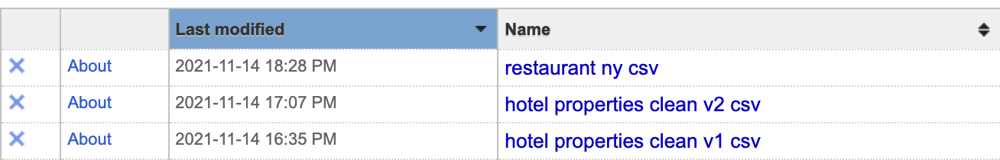 Last modified Name
About 2021-11-14 18:28 PM restaurant ny csv
About 2021-11-14 17:07 PM hotel properties clean v2 csv
About 2021-11-14 16:35 PM hotel properties clean v1 csv